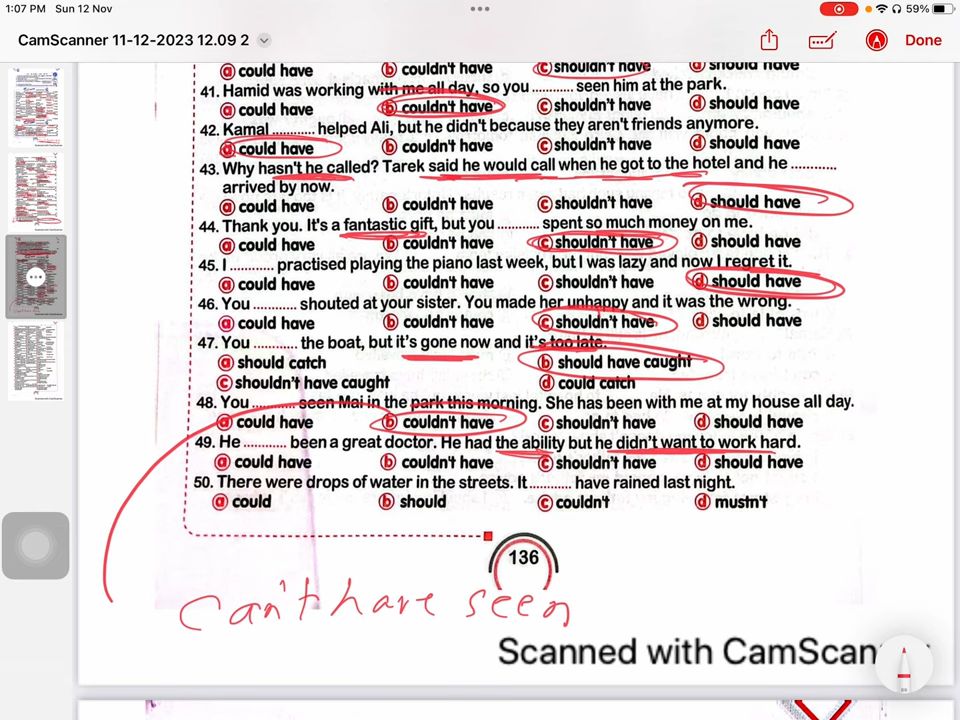 1:07 PM Sun 12 Nov
59%
CamScanner 11-12-2023 12.09 2
Done
ⓐ could have ⓑ couldn't have ⓒ shouldn't have ⓓ should have
41. Hamid was working with me all day, so you ........... seen him at the park.
ⓐ could have ⓑ couldn't have ⓒ shouldn't have ⓓ should have
42. Kamal ........... helped Ali, but he didn't because they aren't friends anymore.
ⓐ could have ⓑ couldn't have ⓒ shouldn't have ⓓ should have
43. Why hasn't he called? Tarek said he would call when he got to the hotel and he ...........
arrived by now.
ⓐ could have ⓑ couldn't have ⓒ shouldn't have ⓓ should have
44. Thank you. It's a fantastic gift, but you ........... spent so much money on me.
ⓐ could have ⓑ couldn't have ⓒ shouldn't have ⓓ should have
45. I ........... practised playing the piano last week, but I was lazy and now I regret it.
ⓐ could have ⓑ couldn't have ⓒ shouldn't have ⓓ should have
46. You ........... shouted at your sister. You made her unhappy and it was the wrong.
ⓐ could have ⓑ couldn't have ⓒ shouldn't have ⓓ should have
47. You ........... the boat, but it's gone now and it's too late.
ⓐ should catch ⓑ should have caught
ⓒ shouldn't have caught ⓓ could catch
48. You ........... seen Mai in the park this morning. She has been with me at my house all day.
ⓐ could have ⓑ couldn't have ⓒ shouldn't have ⓓ should have
49. He ........... been a great doctor. He had the ability but he didn't want to work hard.
ⓐ could have ⓑ couldn't have ⓒ shouldn't have ⓓ should have
50. There were drops of water in the streets. It ........... have rained last night.
ⓐ could ⓑ should ⓒ couldn't ⓓ mustn't
136
can't have seen
Scanned with CamScan